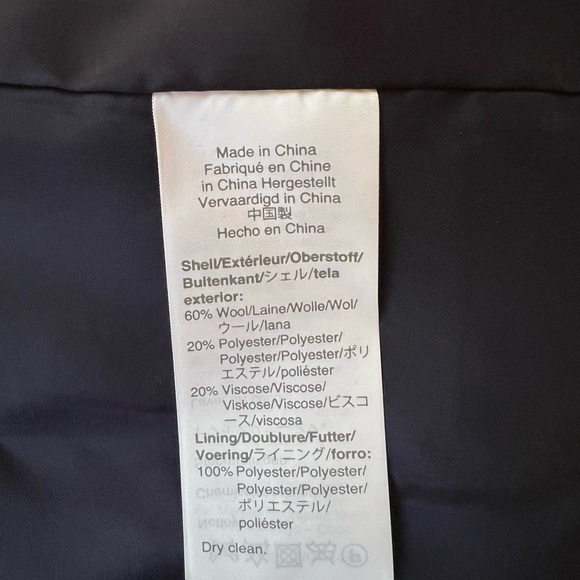 Made in China
Fabriqué en Chine
in China Hergestellt
Vervaardigd in China
中国製
Hecho en China
Shell/Extérieur/Oberstoff/
Buitenkant/シェル/tela
exterior:
60% Wool/Laine/Wolle/Wol/
ウール/lana
20% Polyester/Polyester/
Polyester/Polyester/ポリ
エステル/poliéster
20% Viscose/Viscose/
Viskose/Viscose/ビスコ
ース/viscosa
Lining/Doublure/Futter/
Voering/ライニング/forro:
100% Polyester/Polyester/
Polyester/Polyester/
ポリエステル/
poliéster
Dry clean.